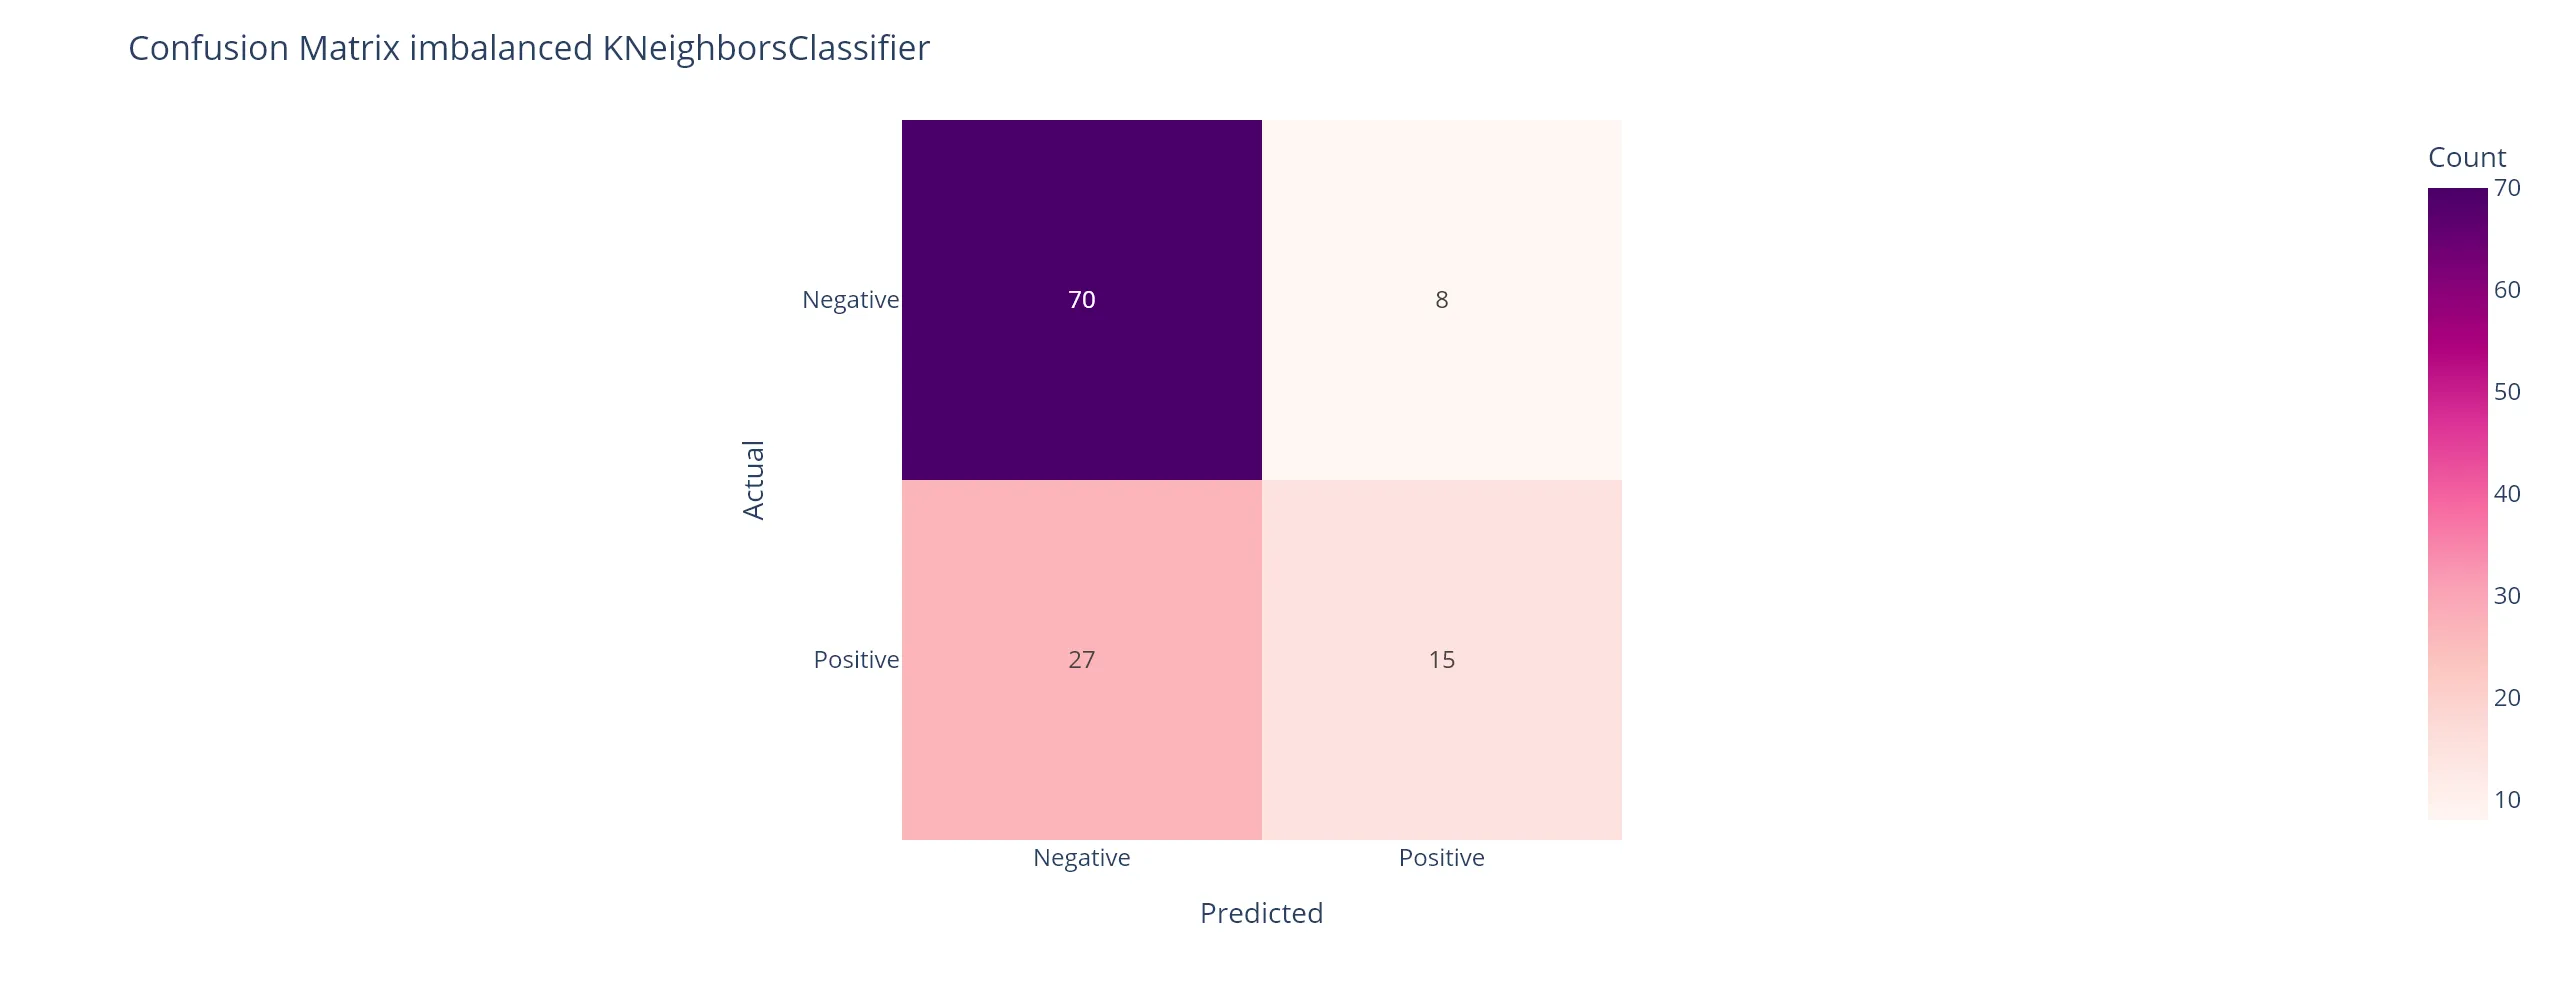 Confusion Matrix imbalanced KNeighborsClassifier
Count
70
60
50
40
30
20
10
Actual
Negative
70
8
Positive
27
15
Negative
Positive
Predicted